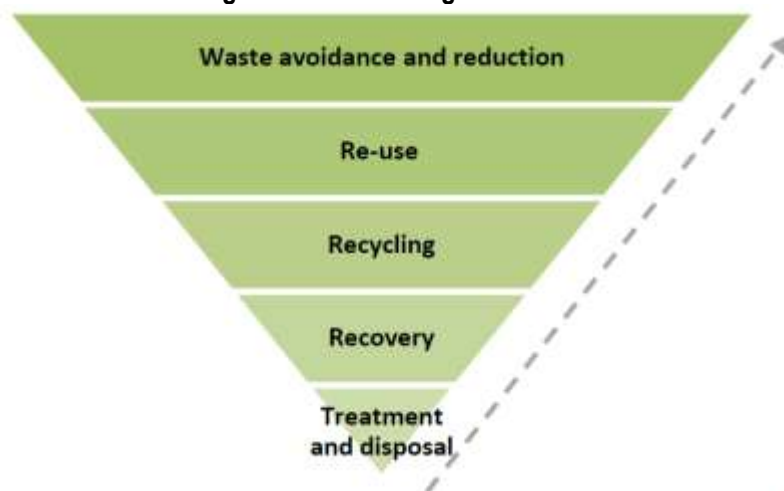 Waste avoidance and reduction
Re-use
Recycling
Recovery
Treatment
and disposal